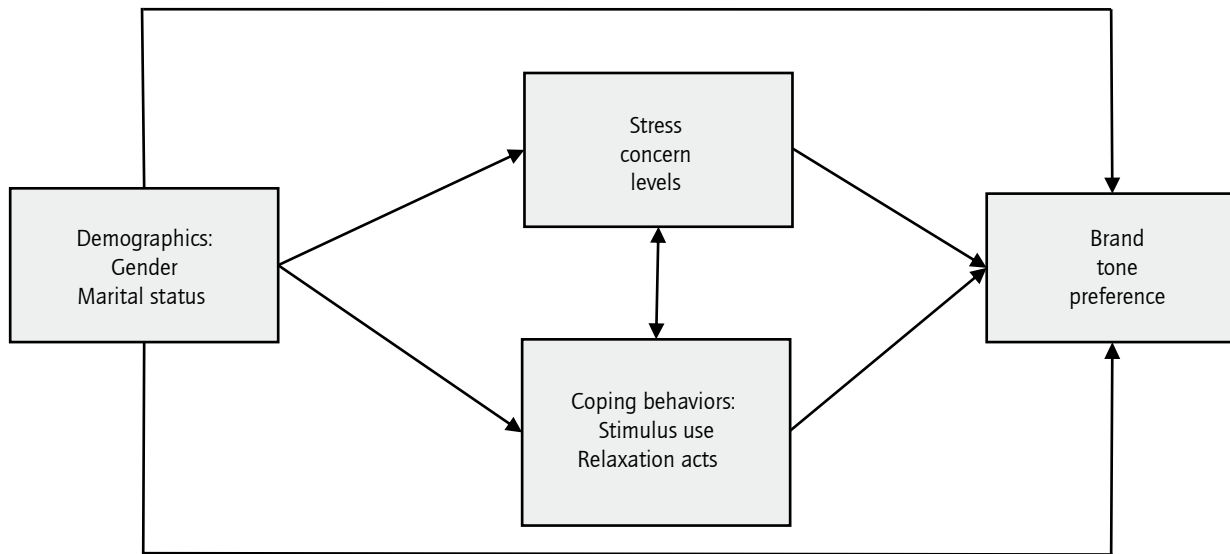 Stress
concern
levels
Demographics:
Gender
Marital status
Brand
tone
preference
Coping behaviors:
Stimulus use
Relaxation acts